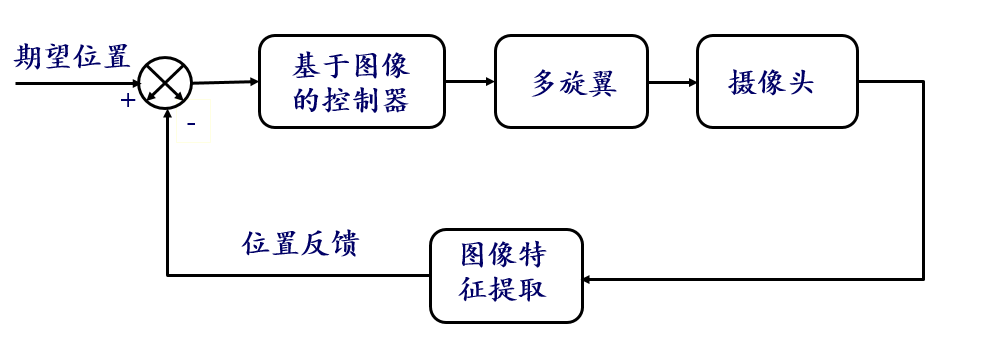 期望位置
+
-
基于图像
的控制器
多旋翼
摄像头
位置反馈
图像特
征提取